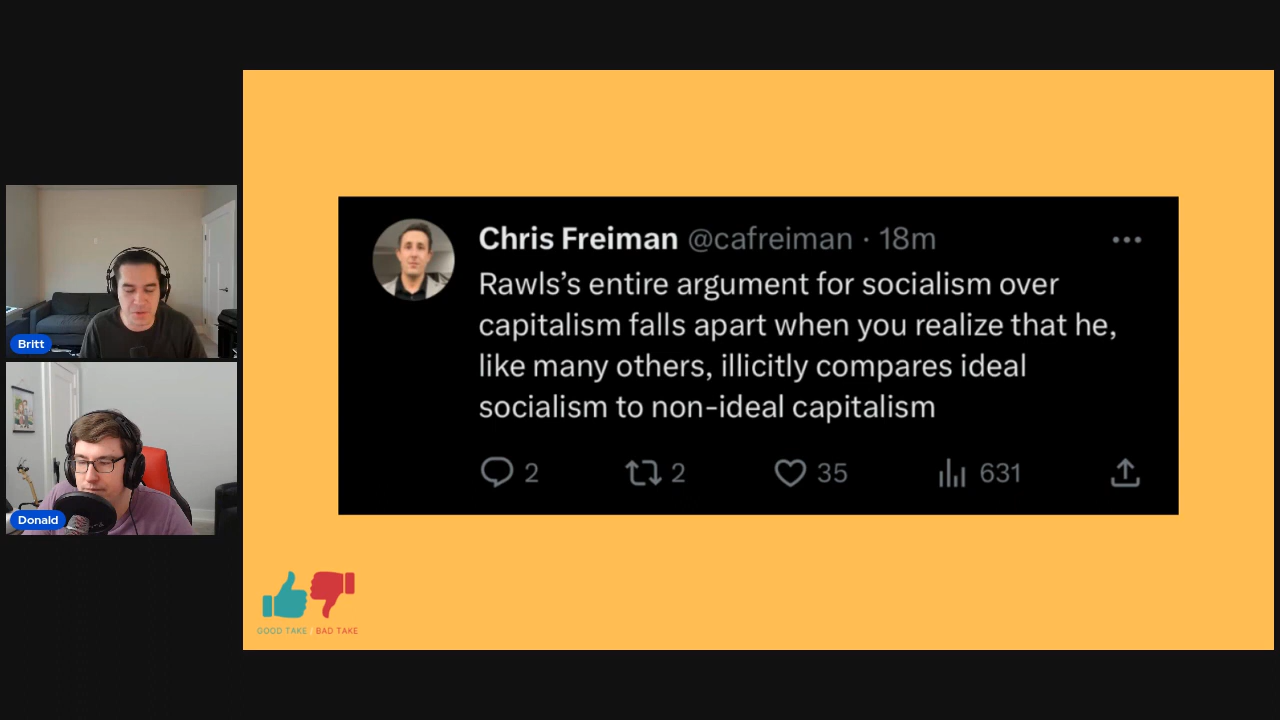 Britt
Donald
Chris Freiman @cafreiman · 18m
Rawls’s entire argument for socialism over
capitalism falls apart when you realize that he,
like many others, illicitly compares ideal
socialism to non-ideal capitalism
2 2 35 631
GOOD TAKE / BAD TAKE